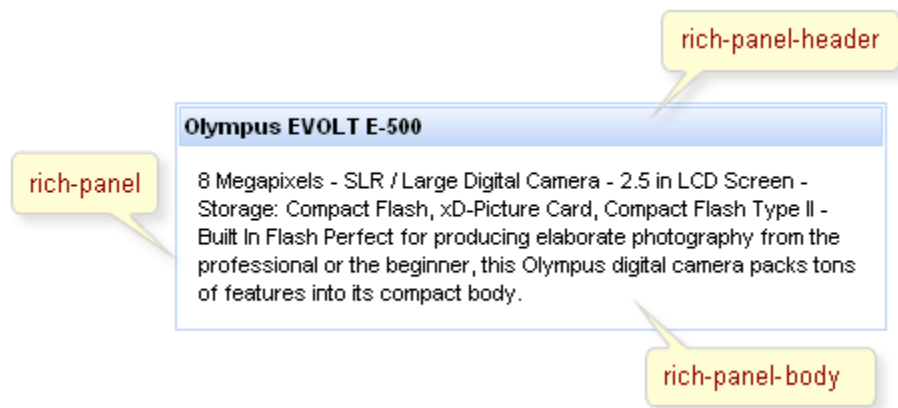 rich-panel-header
Olympus EVOLT E-500
rich-panel
8 Megapixels - SLR / Large Digital Camera - 2.5 in LCD Screen -
Storage: Compact Flash, xD-Picture Card, Compact Flash Type II -
Built In Flash Perfect for producing elaborate photography from the
professional or the beginner, this Olympus digital camera packs tons
of features into its compact body.
rich-panel-body